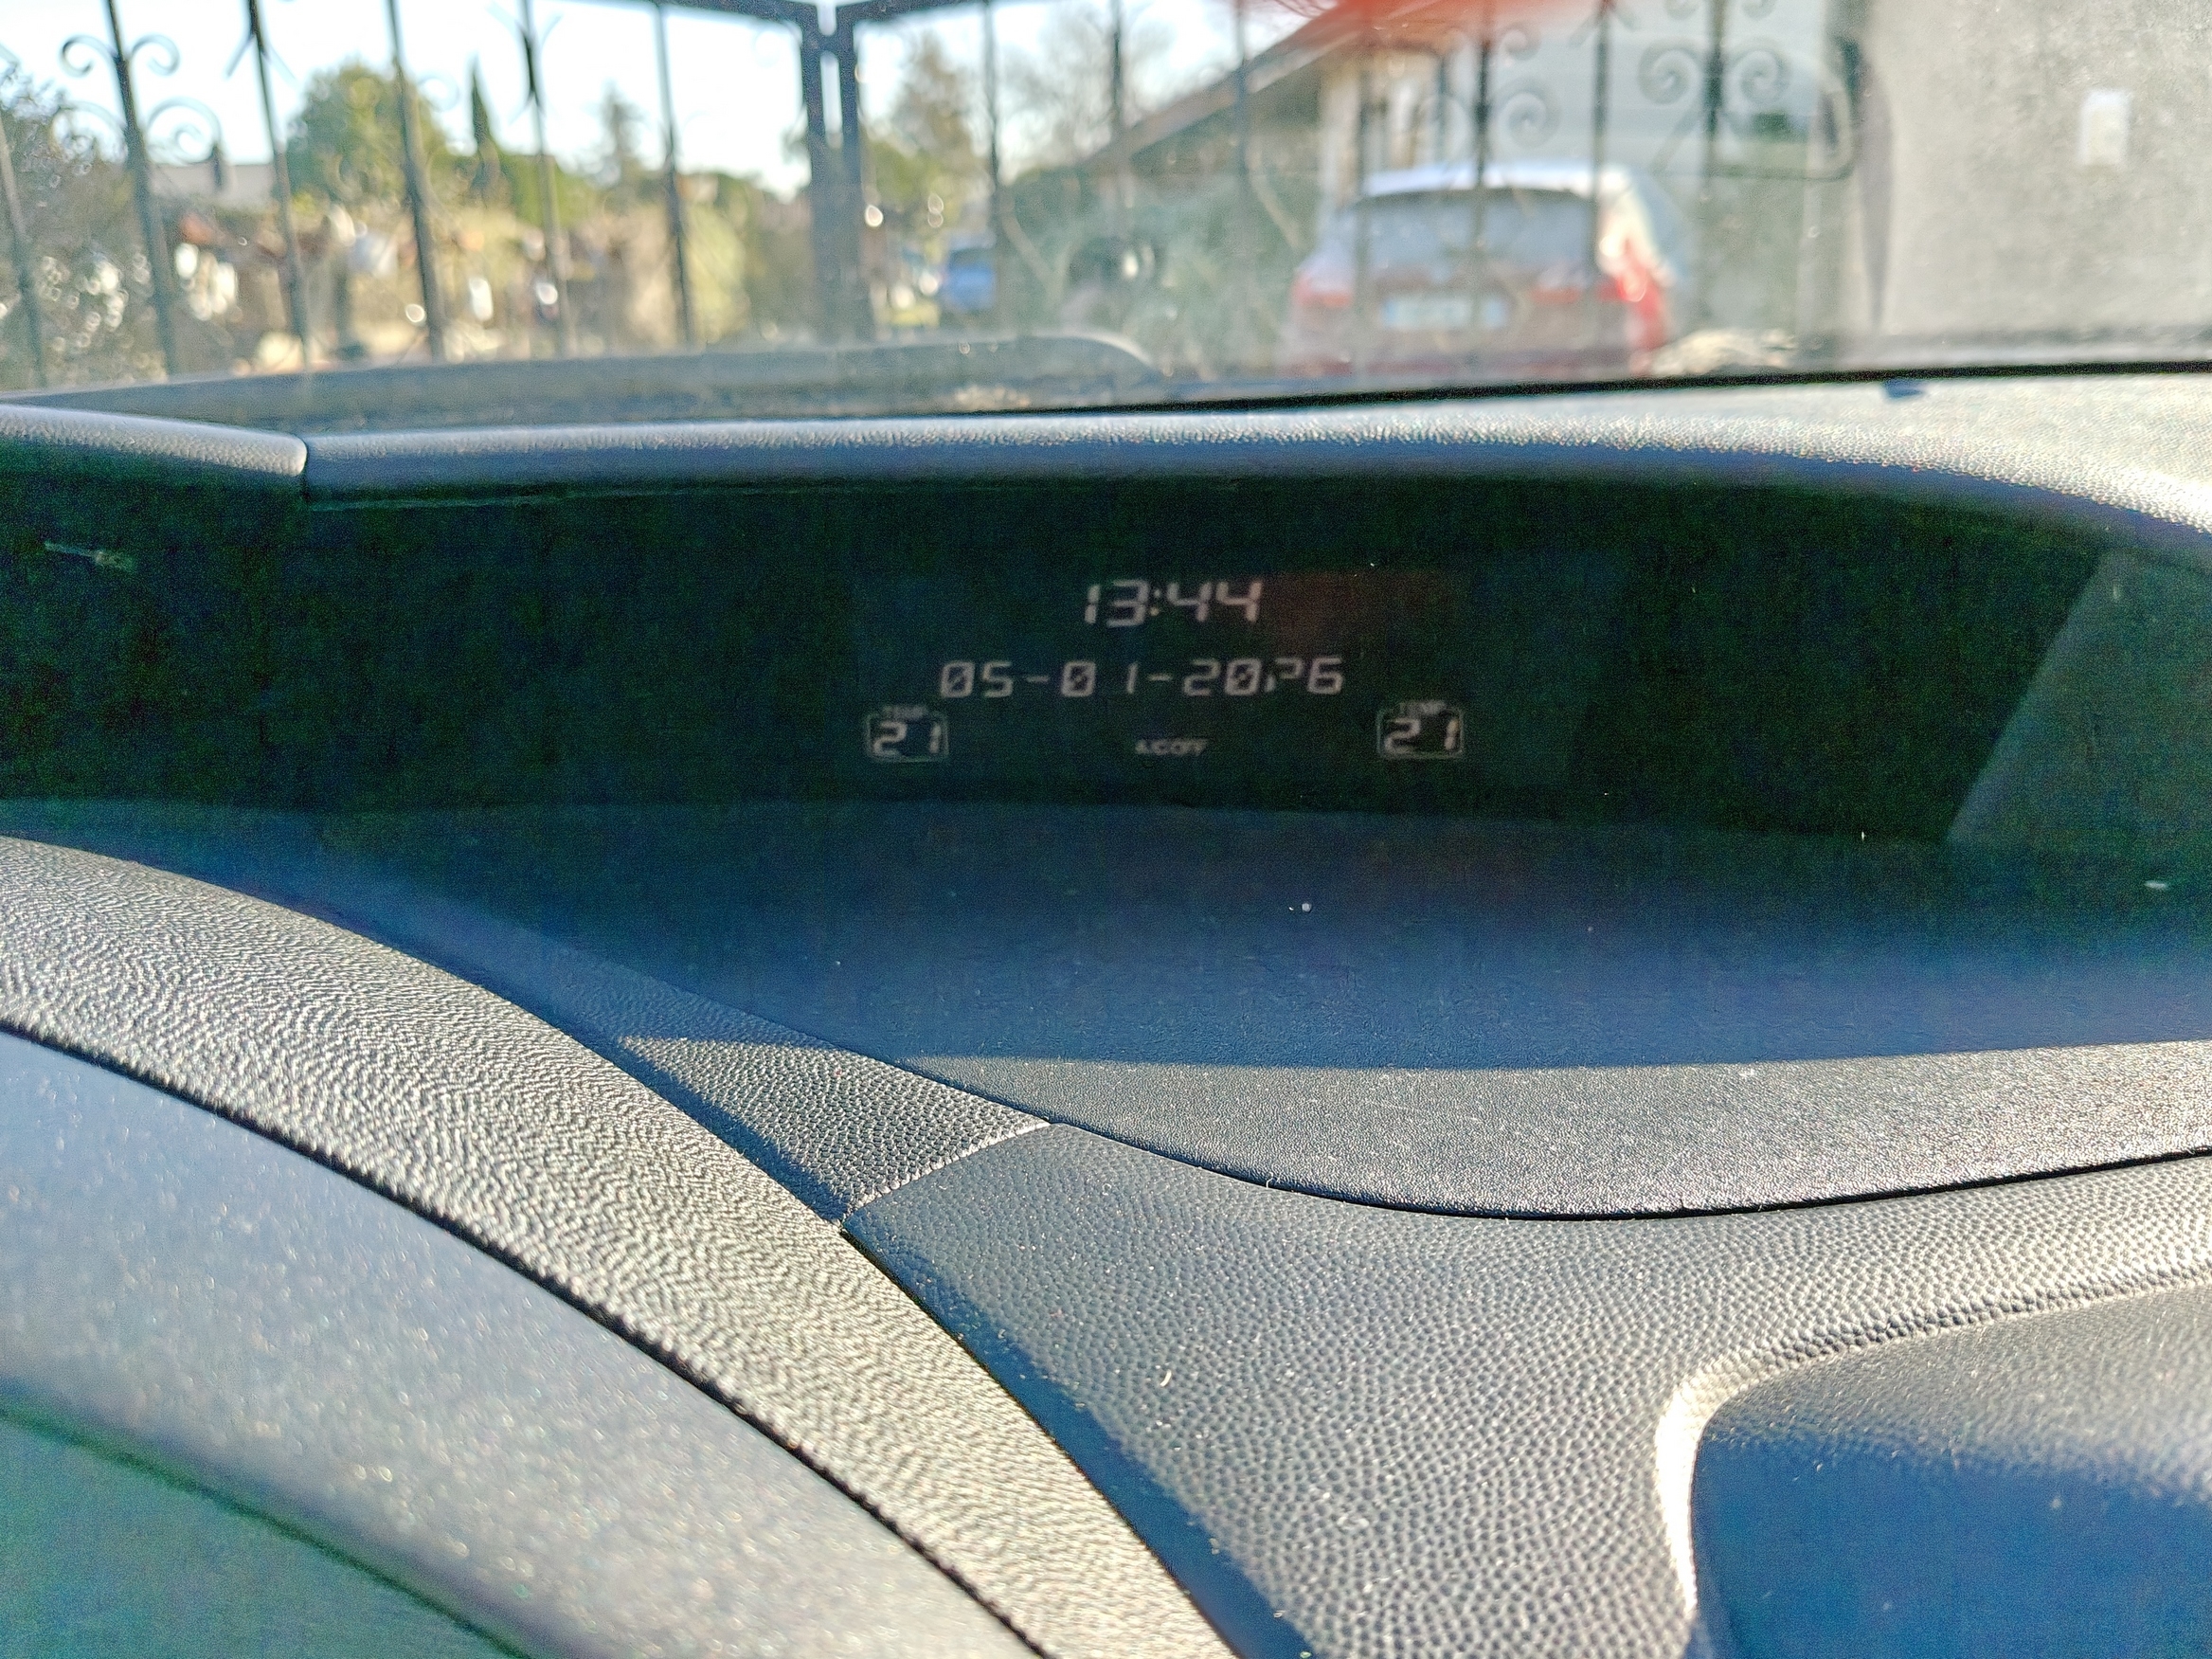 13:44
05-01-2026
TEMP TEMP
21 A/C OFF 21